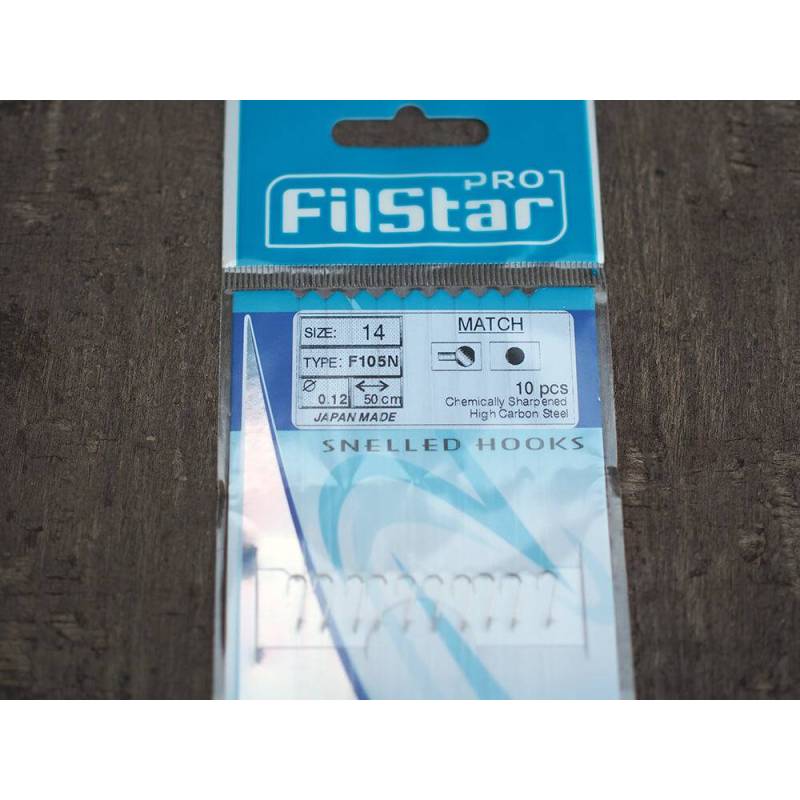 PRO
FilStar
SIZE: 14
TYPE: F105N
Ø 0.12 ↔ 50 cm
JAPAN MADE
MATCH
10 pcs
Chemically Sharpened
High Carbon Steel
SNELLED HOOKS